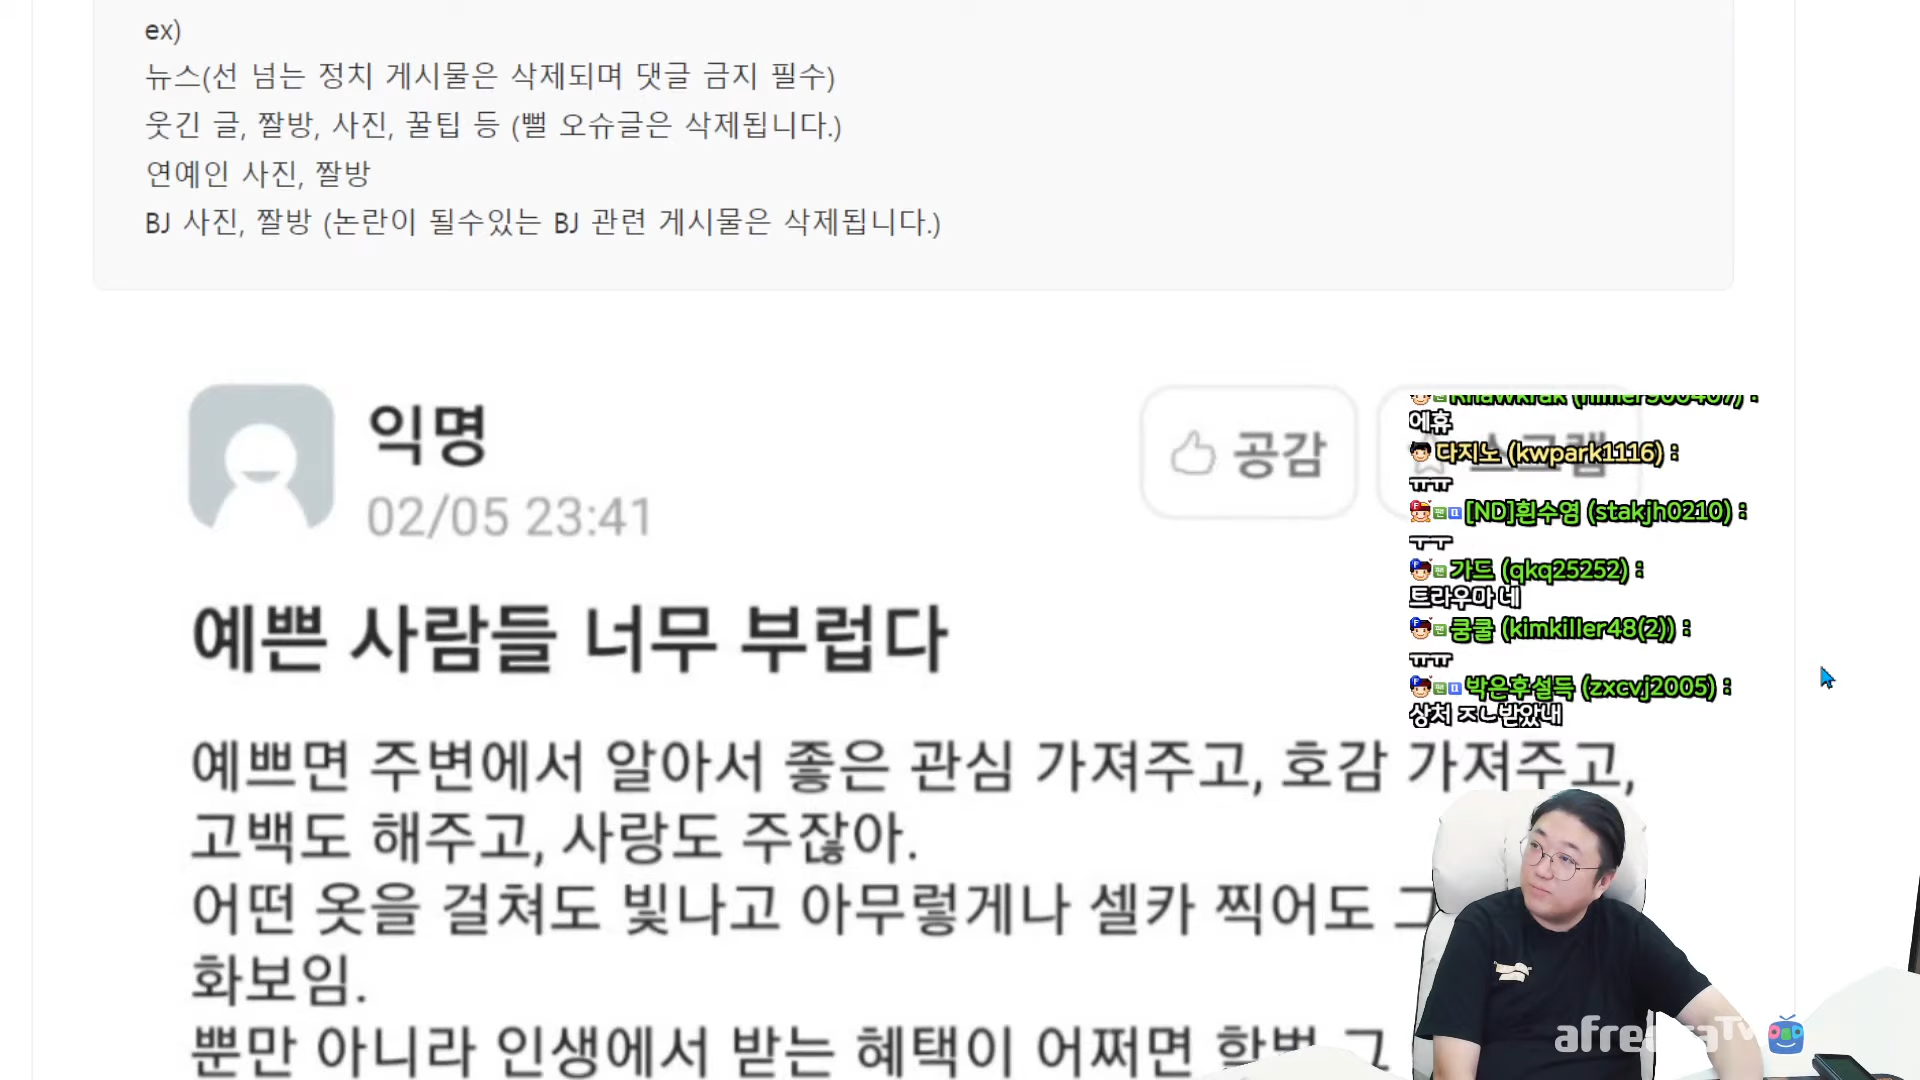 ex)
뉴스(선 넘는 정치 게시물은 삭제되며 댓글 금지 필수)
웃긴 글, 짤방, 사진, 꿀팁 등 (뻘 오슈글은 삭제됩니다.)
연예인 사진, 짤방
BJ 사진, 짤방 (논란이 될수있는 BJ 관련 게시물은 삭제됩니다.)
익명
02/05 23:41
공감
스크랩
예쁜 사람들 너무 부럽다
예쁘면 주변에서 알아서 좋은 관심 가져주고, 호감 가져주고,
고백도 해주고, 사랑도 주잖아.
어떤 옷을 걸쳐도 빛나고 아무렇게나 셀카 찍어도 그
화보임.
뿐만 아니라 인생에서 받는 혜택이 어쩌면 학벌 그
에휴
다지노 (kwpark1116) :
ㅠㅠ
[ND]흰수염 (stakjh0210) :
ㅜㅜ
가드 (qkq25252) :
트라우마 네
쿵쿨 (kimkiller48(2)) :
ㅠㅠ
박은후설득 (zxcvj2005) :
상처 ㅈㄴ받았내
afreecaTV